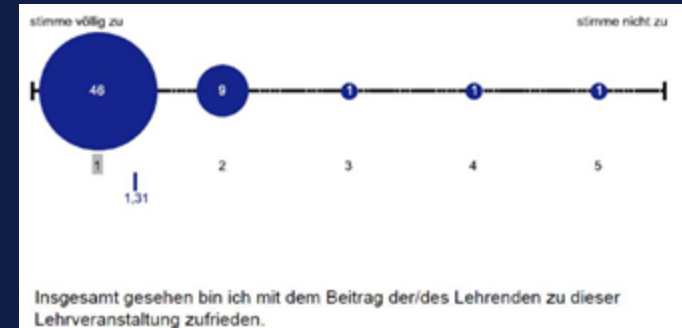 stimme völlig zu stimme nicht zu
46 9 1 1 1
1 2 3 4 5
1,31
Insgesamt gesehen bin ich mit dem Beitrag der/des Lehrenden zu dieser
Lehrveranstaltung zufrieden.